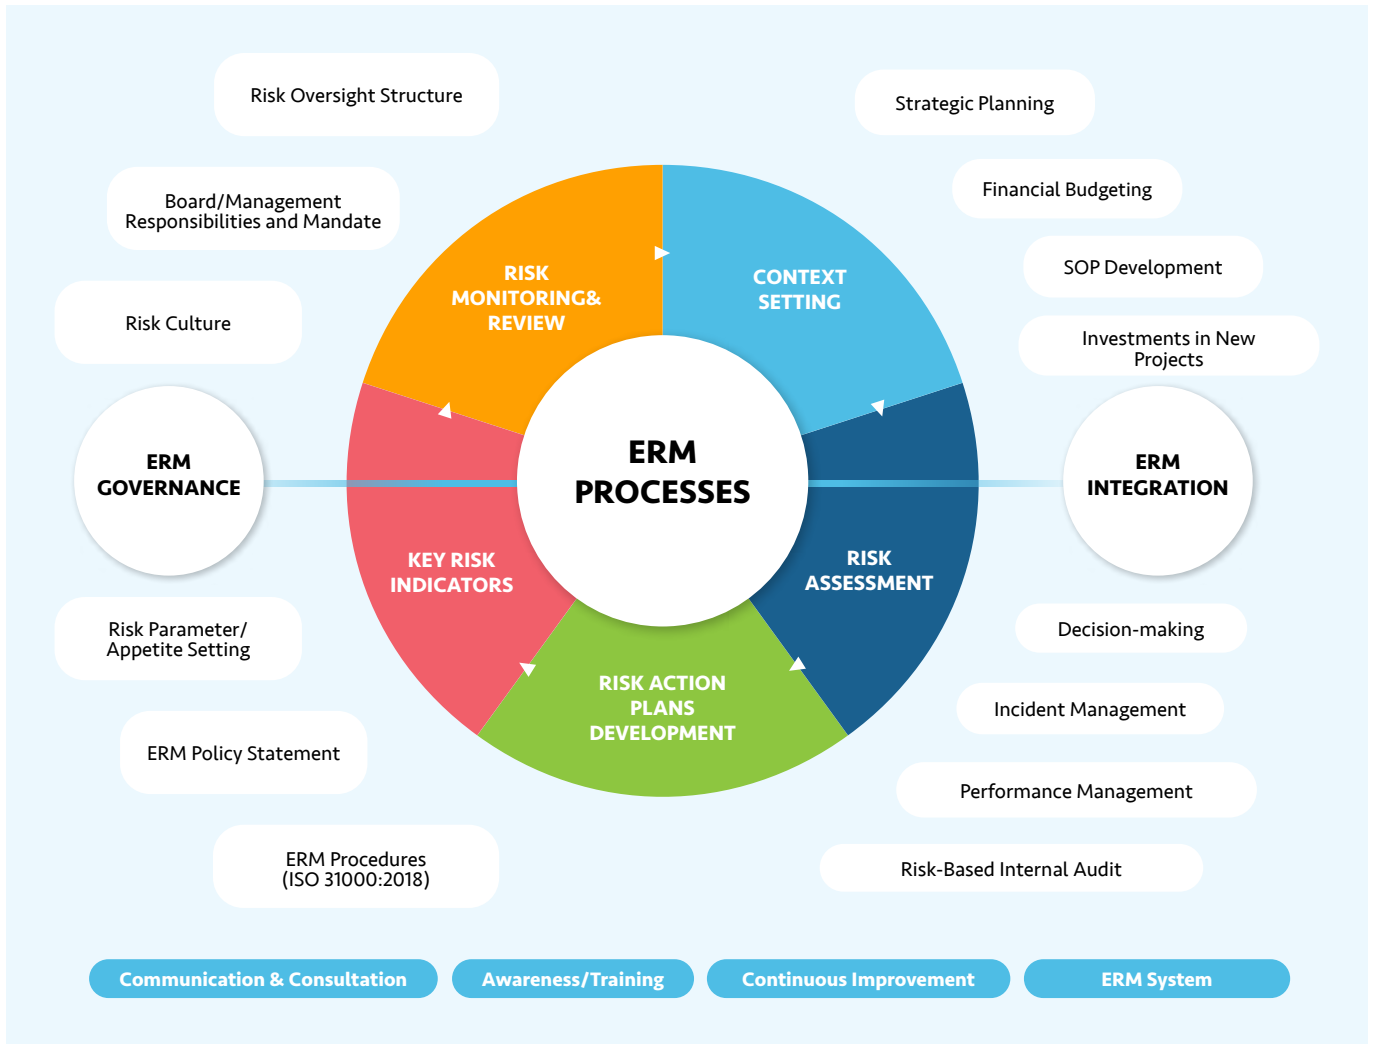 Risk Oversight Structure
Board/Management
Responsibilities and Mandate
Risk Culture
ERM
GOVERNANCE
Risk Parameter/
Appetite Setting
ERM Policy Statement
ERM Procedures
(ISO 31000:2018)
RISK
MONITORING&
REVIEW
CONTEXT
SETTING
ERM
PROCESSES
KEY RISK
INDICATORS
RISK
ASSESSMENT
RISK ACTION
PLANS
DEVELOPMENT
Strategic Planning
Financial Budgeting
SOP Development
Investments in New
Projects
ERM
INTEGRATION
Decision-making
Incident Management
Performance Management
Risk-Based Internal Audit
Communication & Consultation
Awareness/Training
Continuous Improvement
ERM System